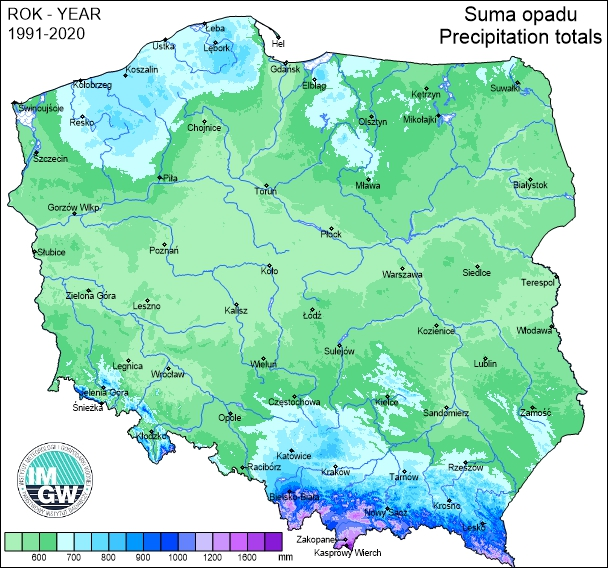 ROK - YEAR
1991-2020
Suma opadu
Precipitation totals
Łeba
Hel
Ustka
Lębork
Gdańsk
Koszalin
Kołobrzeg
Elbląg
Kętrzyn
Suwałki
Świnoujście
Resko
Chojnice
Olsztyn
Mikołajki
Szczecin
Piła
Toruń
Mława
Białystok
Gorzów Wlkp.
Płock
Słubice
Poznań
Koło
Warszawa
Siedlce
Terespol
Zielona Góra
Leszno
Kalisz
Łódź
Kozienice
Włodawa
Sulejów
Legnica
Wrocław
Wieluń
Lublin
Jelenia Góra
Śnieżka
Częstochowa
Kielce
Sandomierz
Zamość
Opole
Kłodzko
Katowice
Racibórz
Kraków
Tarnów
Rzeszów
Bielsko-Biała
Nowy Sącz
Krosno
Lesko
Zakopane
Kasprowy Wierch
IM
GW
600 700 800 900 1000 1200 1600 mm